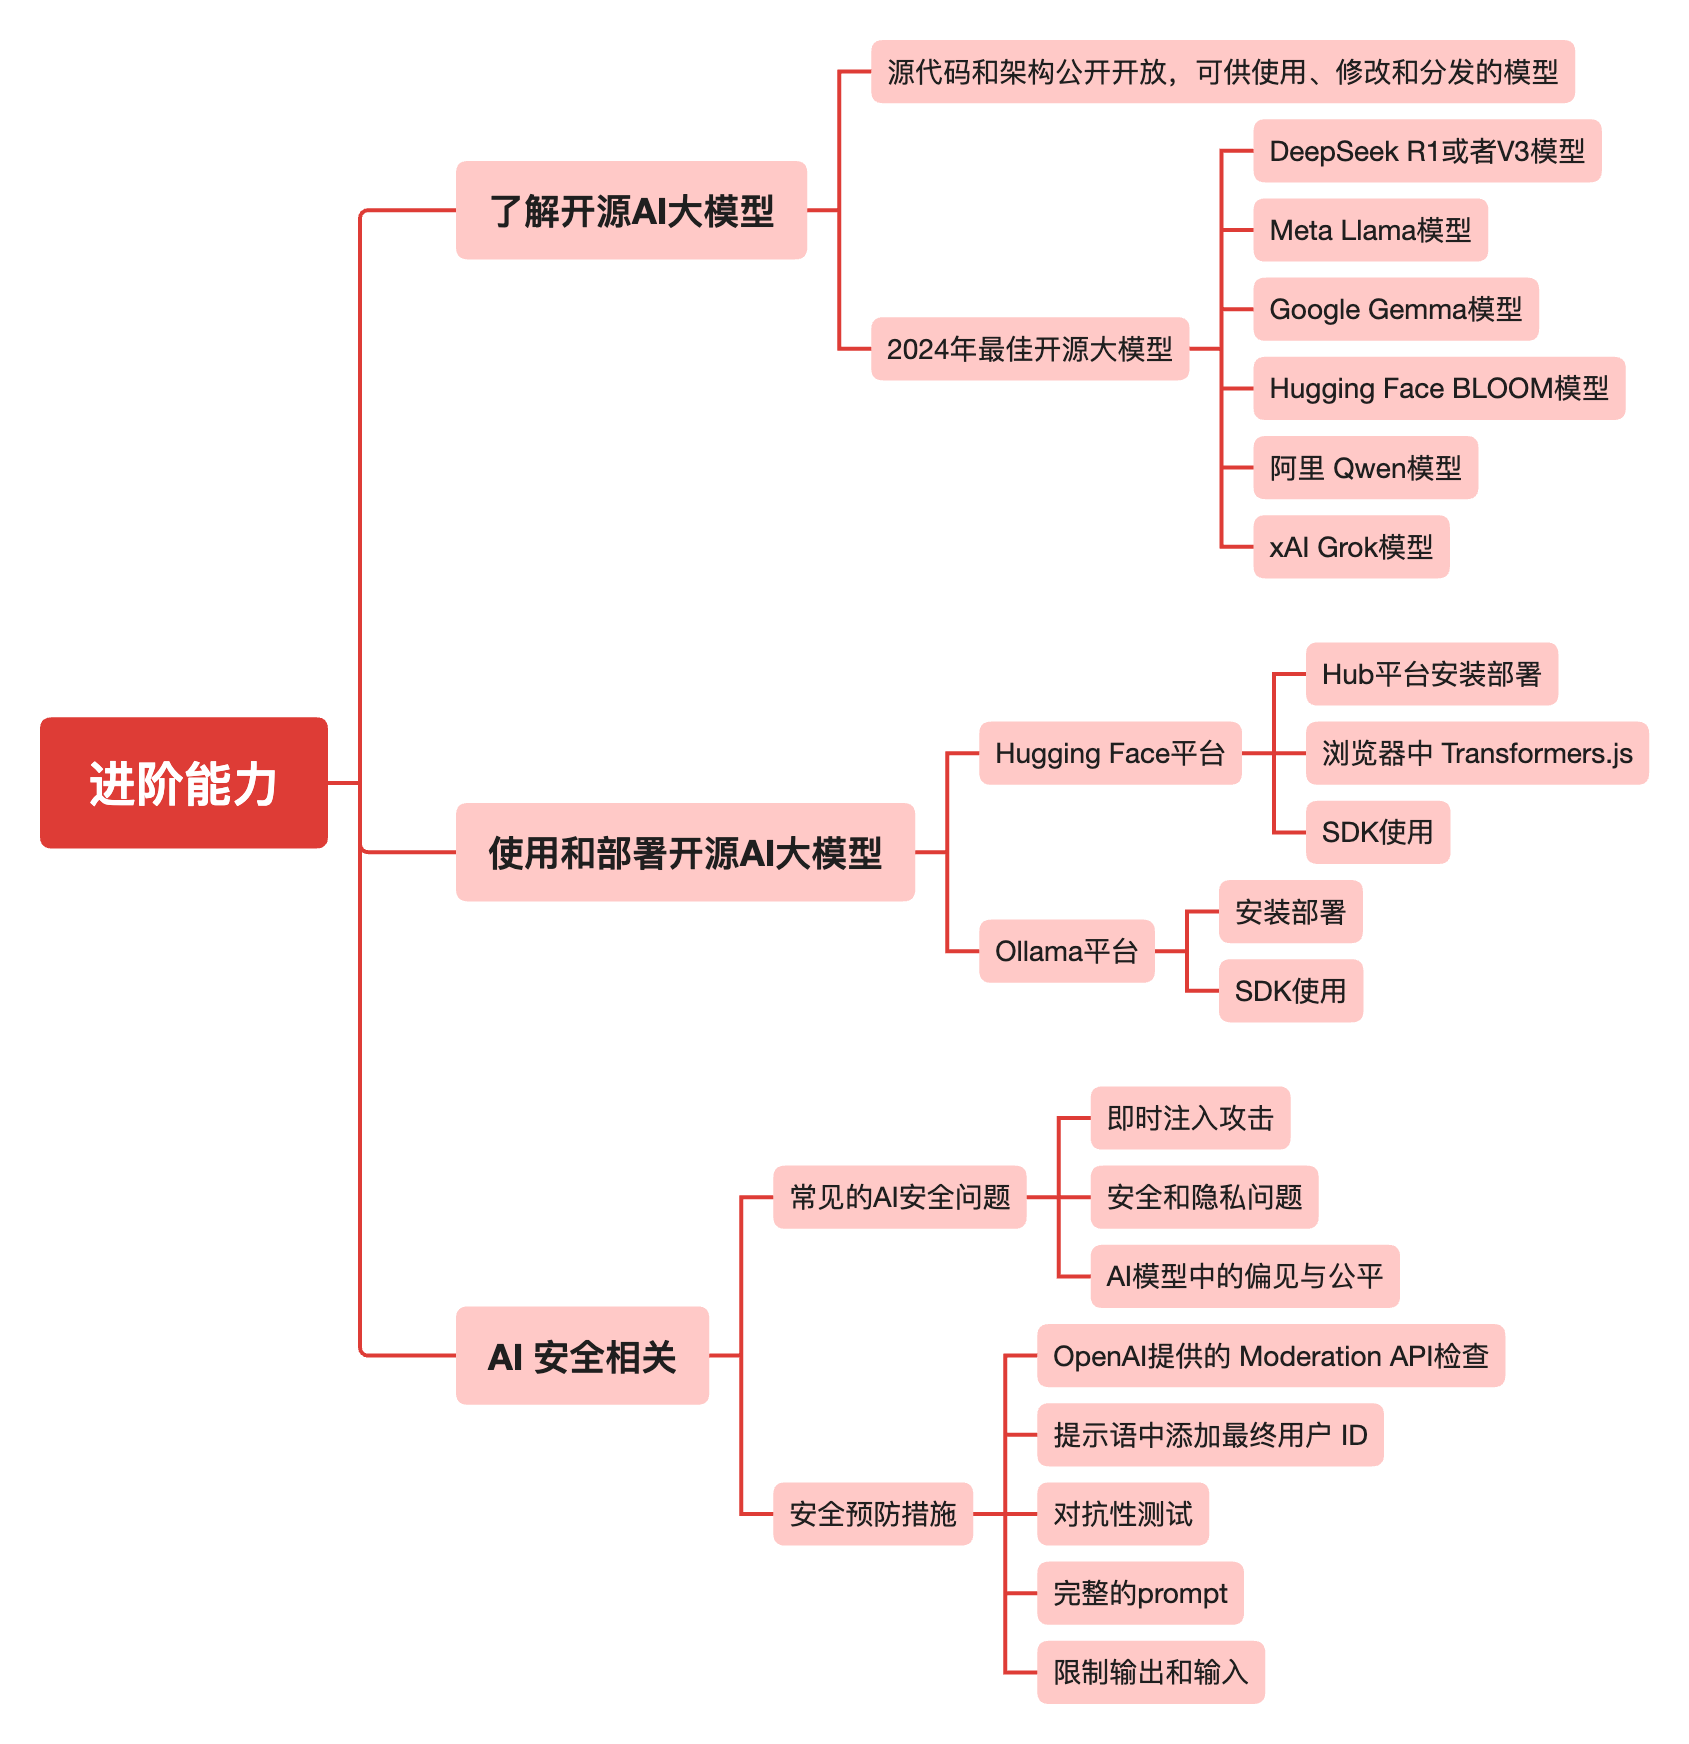 进阶能力
了解开源AI大模型
源代码和架构公开开放，可供使用、修改和分发的模型
2024年最佳开源大模型
DeepSeek R1或者V3模型
Meta Llama模型
Google Gemma模型
Hugging Face BLOOM模型
阿里 Qwen模型
xAI Grok模型
使用和部署开源AI大模型
Hugging Face平台
Hub平台安装部署
浏览器中 Transformers.js
SDK使用
Ollama平台
安装部署
SDK使用
AI 安全相关
常见的AI安全问题
即时注入攻击
安全和隐私问题
AI模型中的偏见与公平
安全预防措施
OpenAI提供的 Moderation API检查
提示语中添加最终用户 ID
对抗性测试
完整的prompt
限制输出和输入